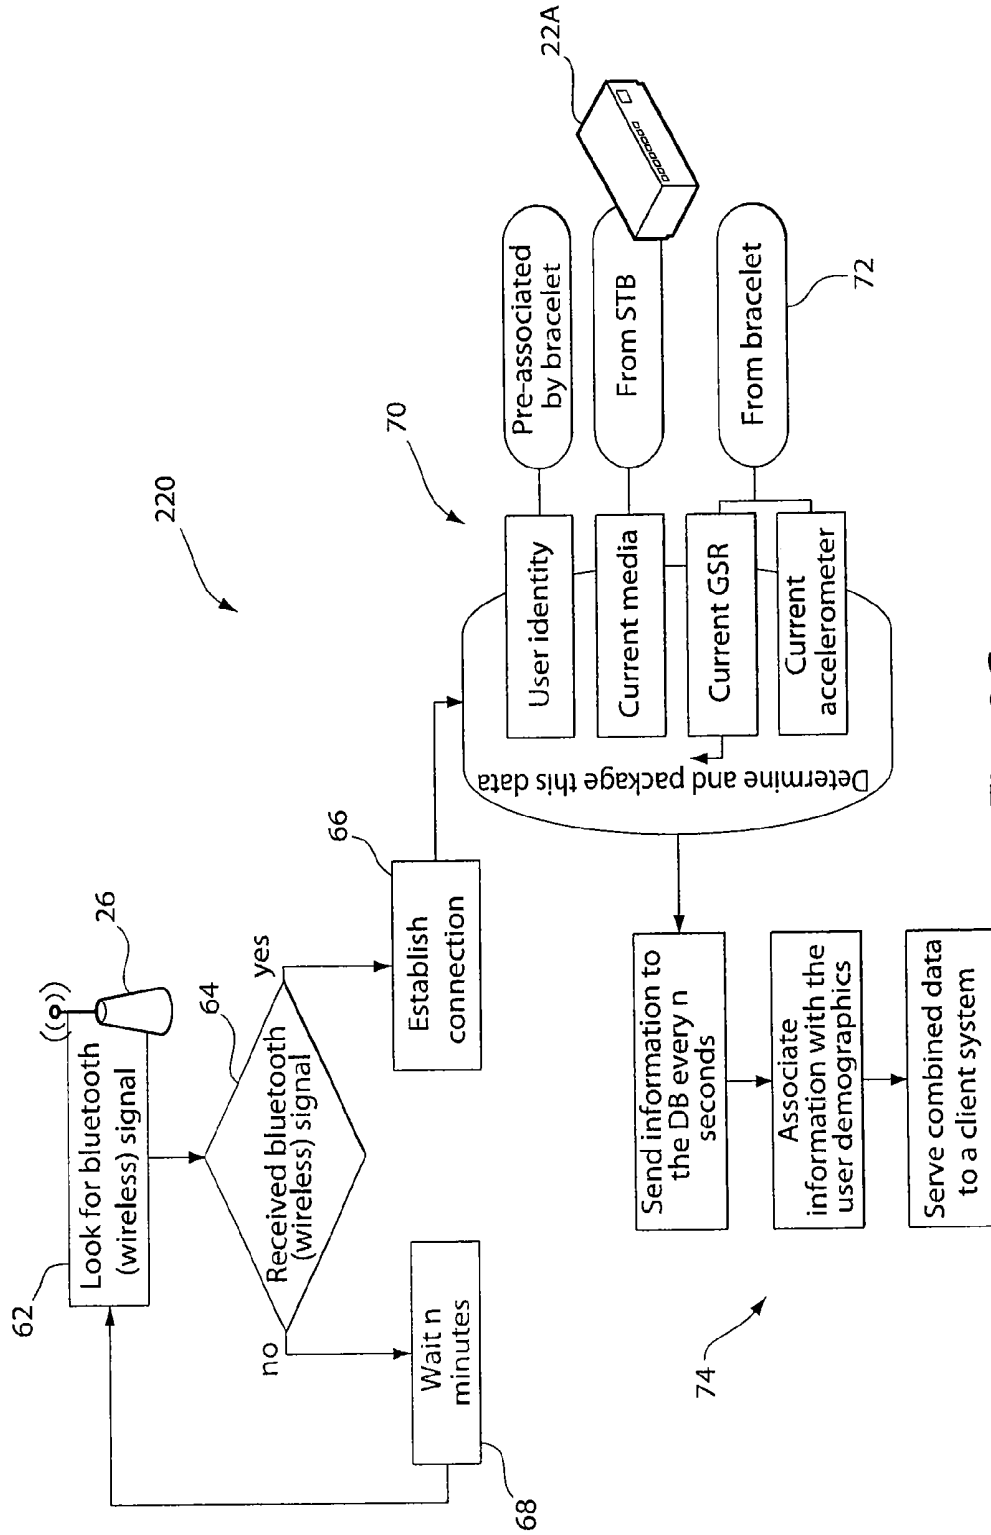 220
62
Look for bluetooth
(wireless) signal
26
64
Received bluetooth
(wireless) signal
yes
no
66
Establish
connection
Wait n
minutes
68
70
Determine and package this data
User identity
Pre-associated
by bracelet
Current media
From STB
22A
Current GSR
Current
accelerometer
From bracelet
72
74
Send information to
the DB every n
seconds
Associate
information with the
user demographics
Serve combined data
to a client system